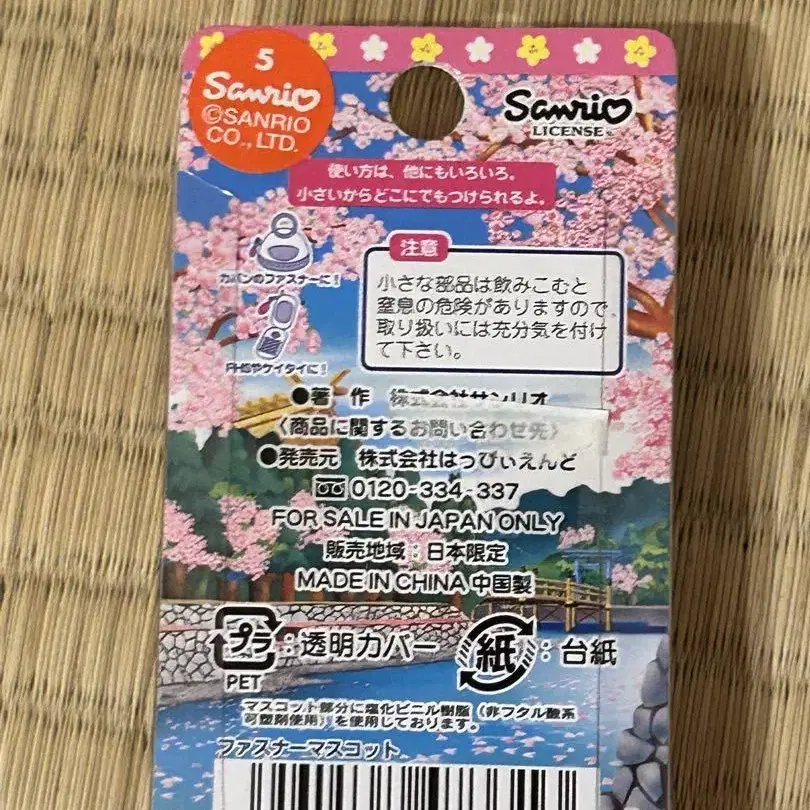 5
Sanrio
©SANRIO
CO., LTD.
Sanrio
LICENSE
使い方は、他にもいろいろ。
小さいからどこにでもつけられるよ。
カバンのファスナーに!
PHSやケイタイに!
注意
小さな部品は飲みこむと
窒息の危険がありますので、
取り扱いには充分気を付け
て下さい。
●著 作 株式会社サンリオ
〈商品に関するお問い合わせ先〉
●発売元 株式会社はっぴぃえんど
0120-334-337
FOR SALE IN JAPAN ONLY
販売地域:日本限定
MADE IN CHINA 中国製
プラ:透明カバー
PET
紙:台紙
マスコット部分に塩化ビニル樹脂(非フタル酸系
可塑剤使用)を使用しております。
ファスナーマスコット